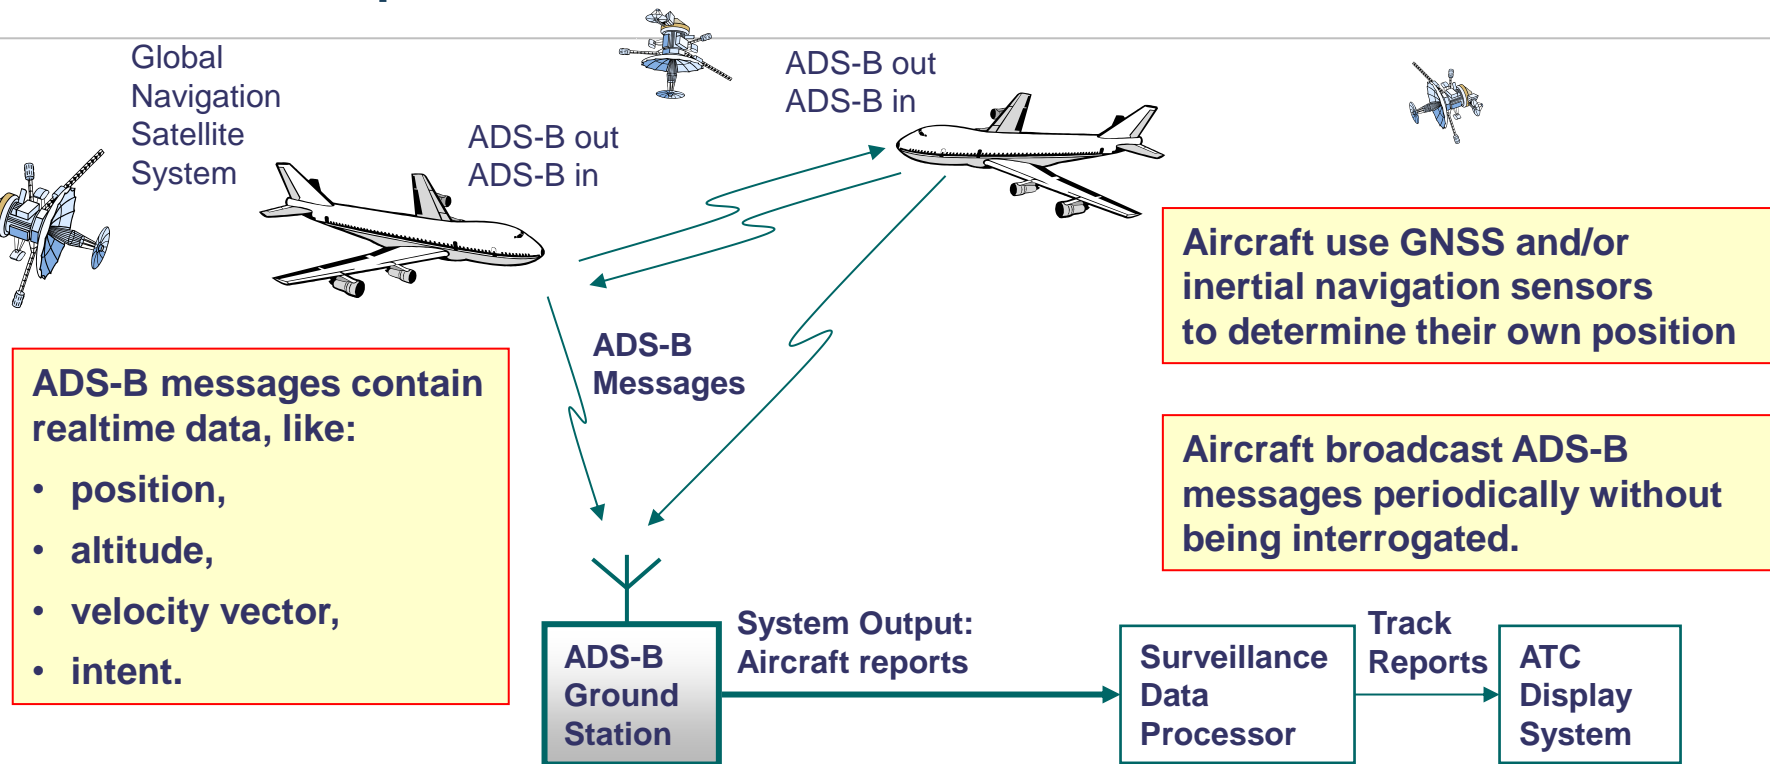 Global
Navigation
Satellite
System
ADS-B out
ADS-B in
ADS-B out
ADS-B in
Aircraft use GNSS and/or
inertial navigation sensors
to determine their own position
ADS-B
Messages
ADS-B messages contain
realtime data, like:
• position,
• altitude,
• velocity vector,
• intent.
Aircraft broadcast ADS-B
messages periodically without
being interrogated.
System Output:
Aircraft reports
Track
Reports
ADS-B
Ground
Station
Surveillance
Data
Processor
ATC
Display
System